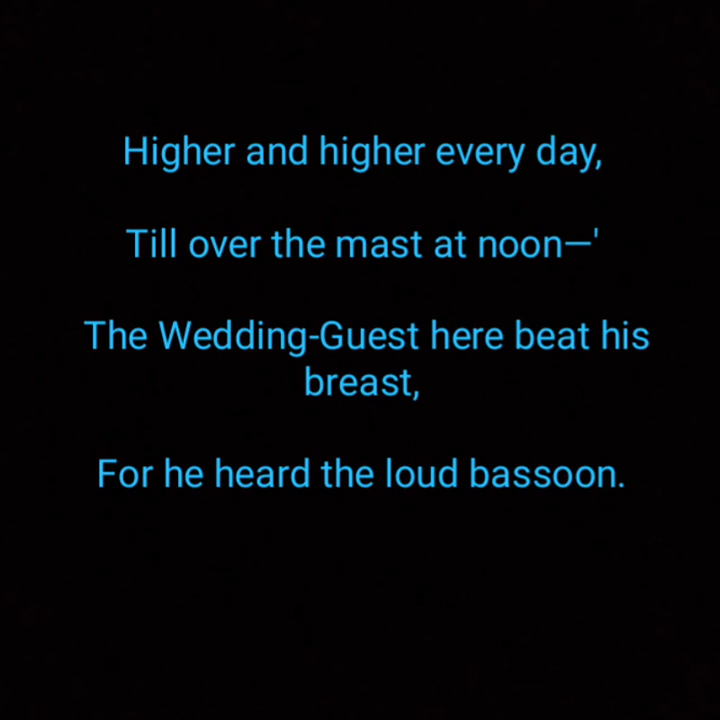 Higher and higher every day,
Till over the mast at noon—'
The Wedding-Guest here beat his
breast,
For he heard the loud bassoon.